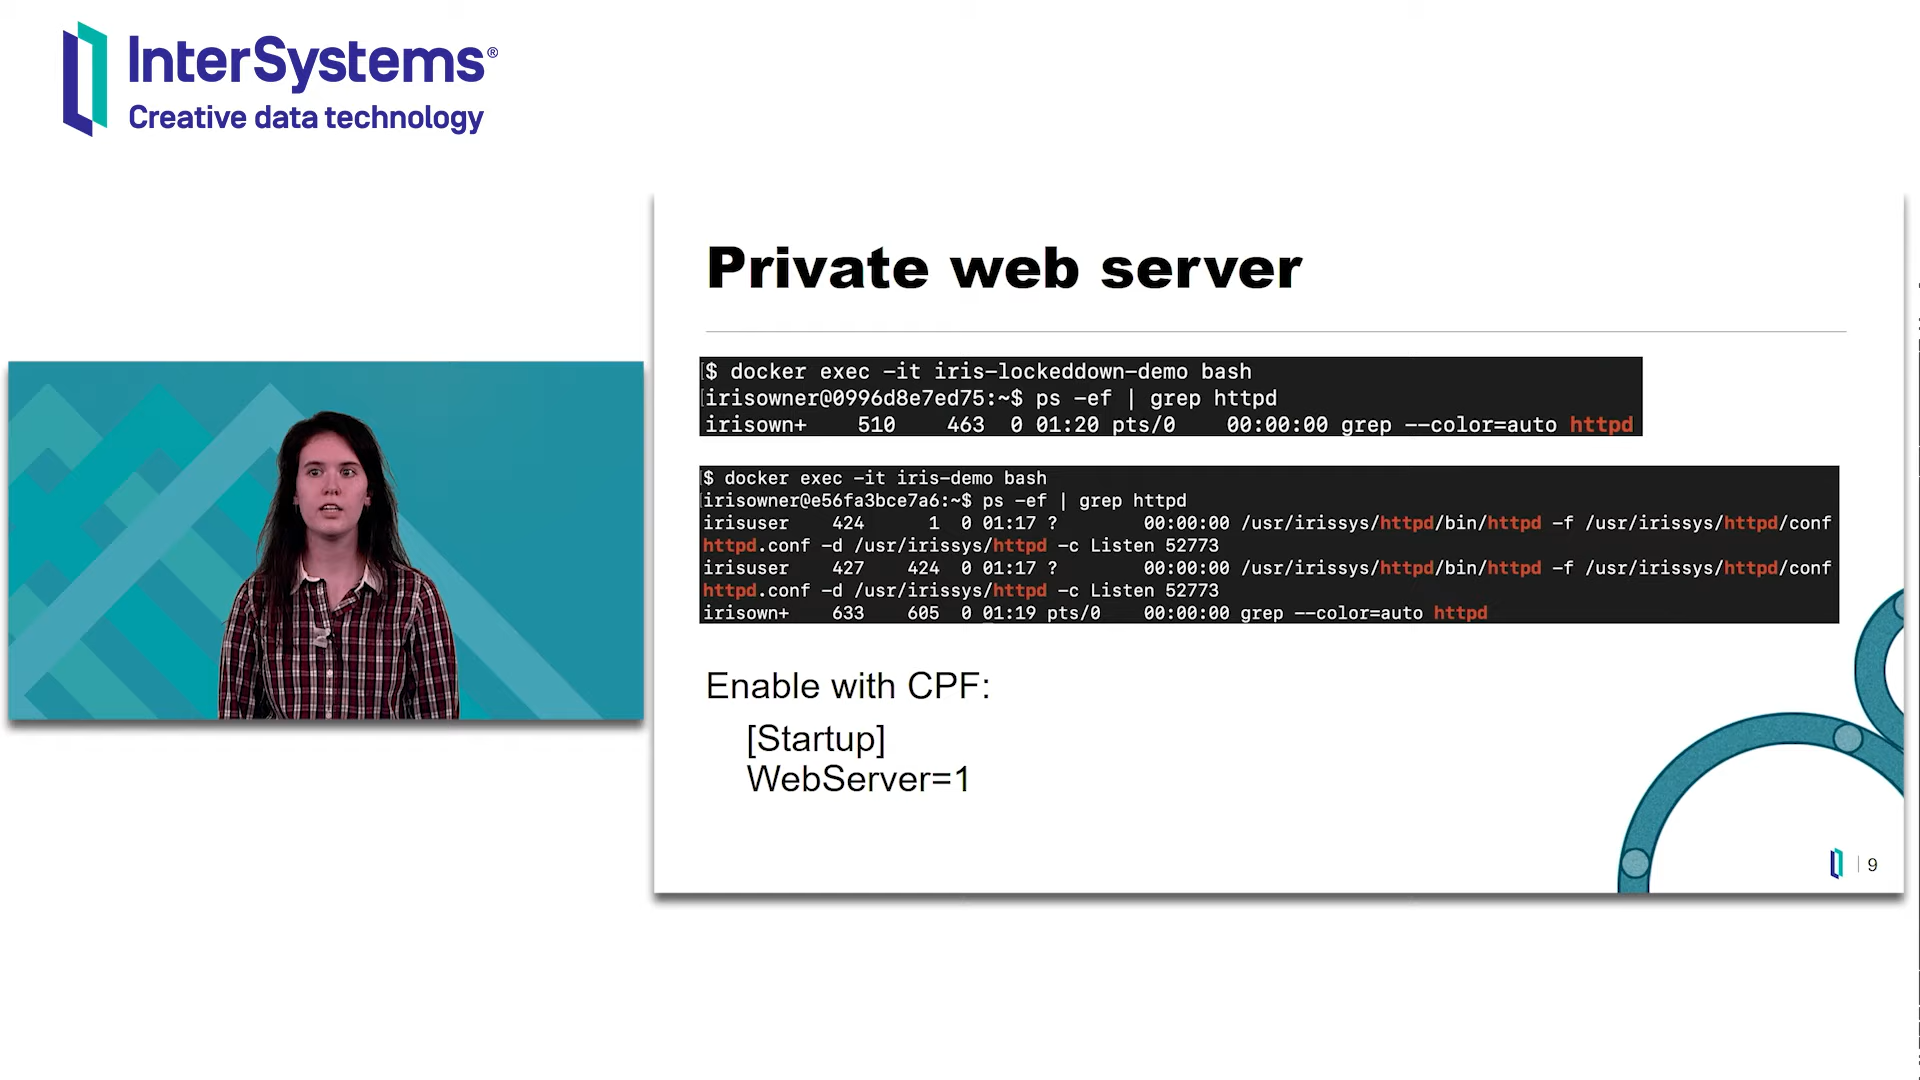 InterSystems®
Creative data technology
Private web server
$ docker exec -it iris-lockeddown-demo bash
[irisowner@0996d8e7ed75:~$ ps -ef | grep httpd
irisown+ 510 463 0 01:20 pts/0 00:00:00 grep --color=auto httpd
$ docker exec -it iris-demo bash
[irisowner@e56fa3bce7a6:~$ ps -ef | grep httpd
irisuser 424 1 0 01:17 ? 00:00:00 /usr/irissys/httpd/bin/httpd -f /usr/irissys/httpd/conf
httpd.conf -d /usr/irissys/httpd -c Listen 52773
irisuser 427 424 0 01:17 ? 00:00:00 /usr/irissys/httpd/bin/httpd -f /usr/irissys/httpd/conf
httpd.conf -d /usr/irissys/httpd -c Listen 52773
irisown+ 633 605 0 01:19 pts/0 00:00:00 grep --color=auto httpd
Enable with CPF:
[Startup]
WebServer=1
9